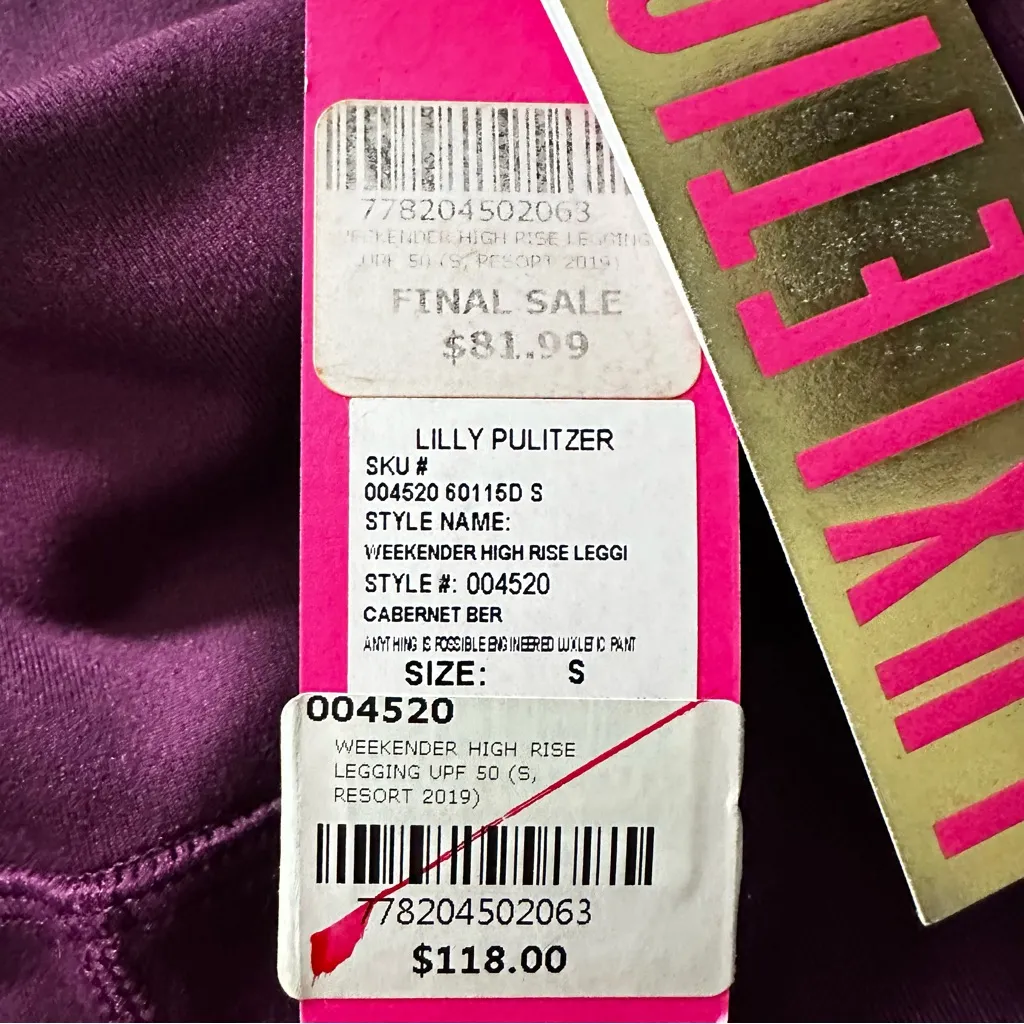 778204502063
WEEKENDER HIGH RISE LEGGING
UPF 50 (S, RESORT 2019)
FINAL SALE
$81.99
LILLY PULITZER
SKU #
004520 60115D S
STYLE NAME:
WEEKENDER HIGH RISE LEGGI
STYLE #: 004520
CABERNET BER
ANYTHING IS POSSIBLE ENGINEERED LUXLETIC PANT
SIZE: S
004520
WEEKENDER HIGH RISE
LEGGING UPF 50 (S,
RESORT 2019)
778204502063
$118.00
LUXLETIC